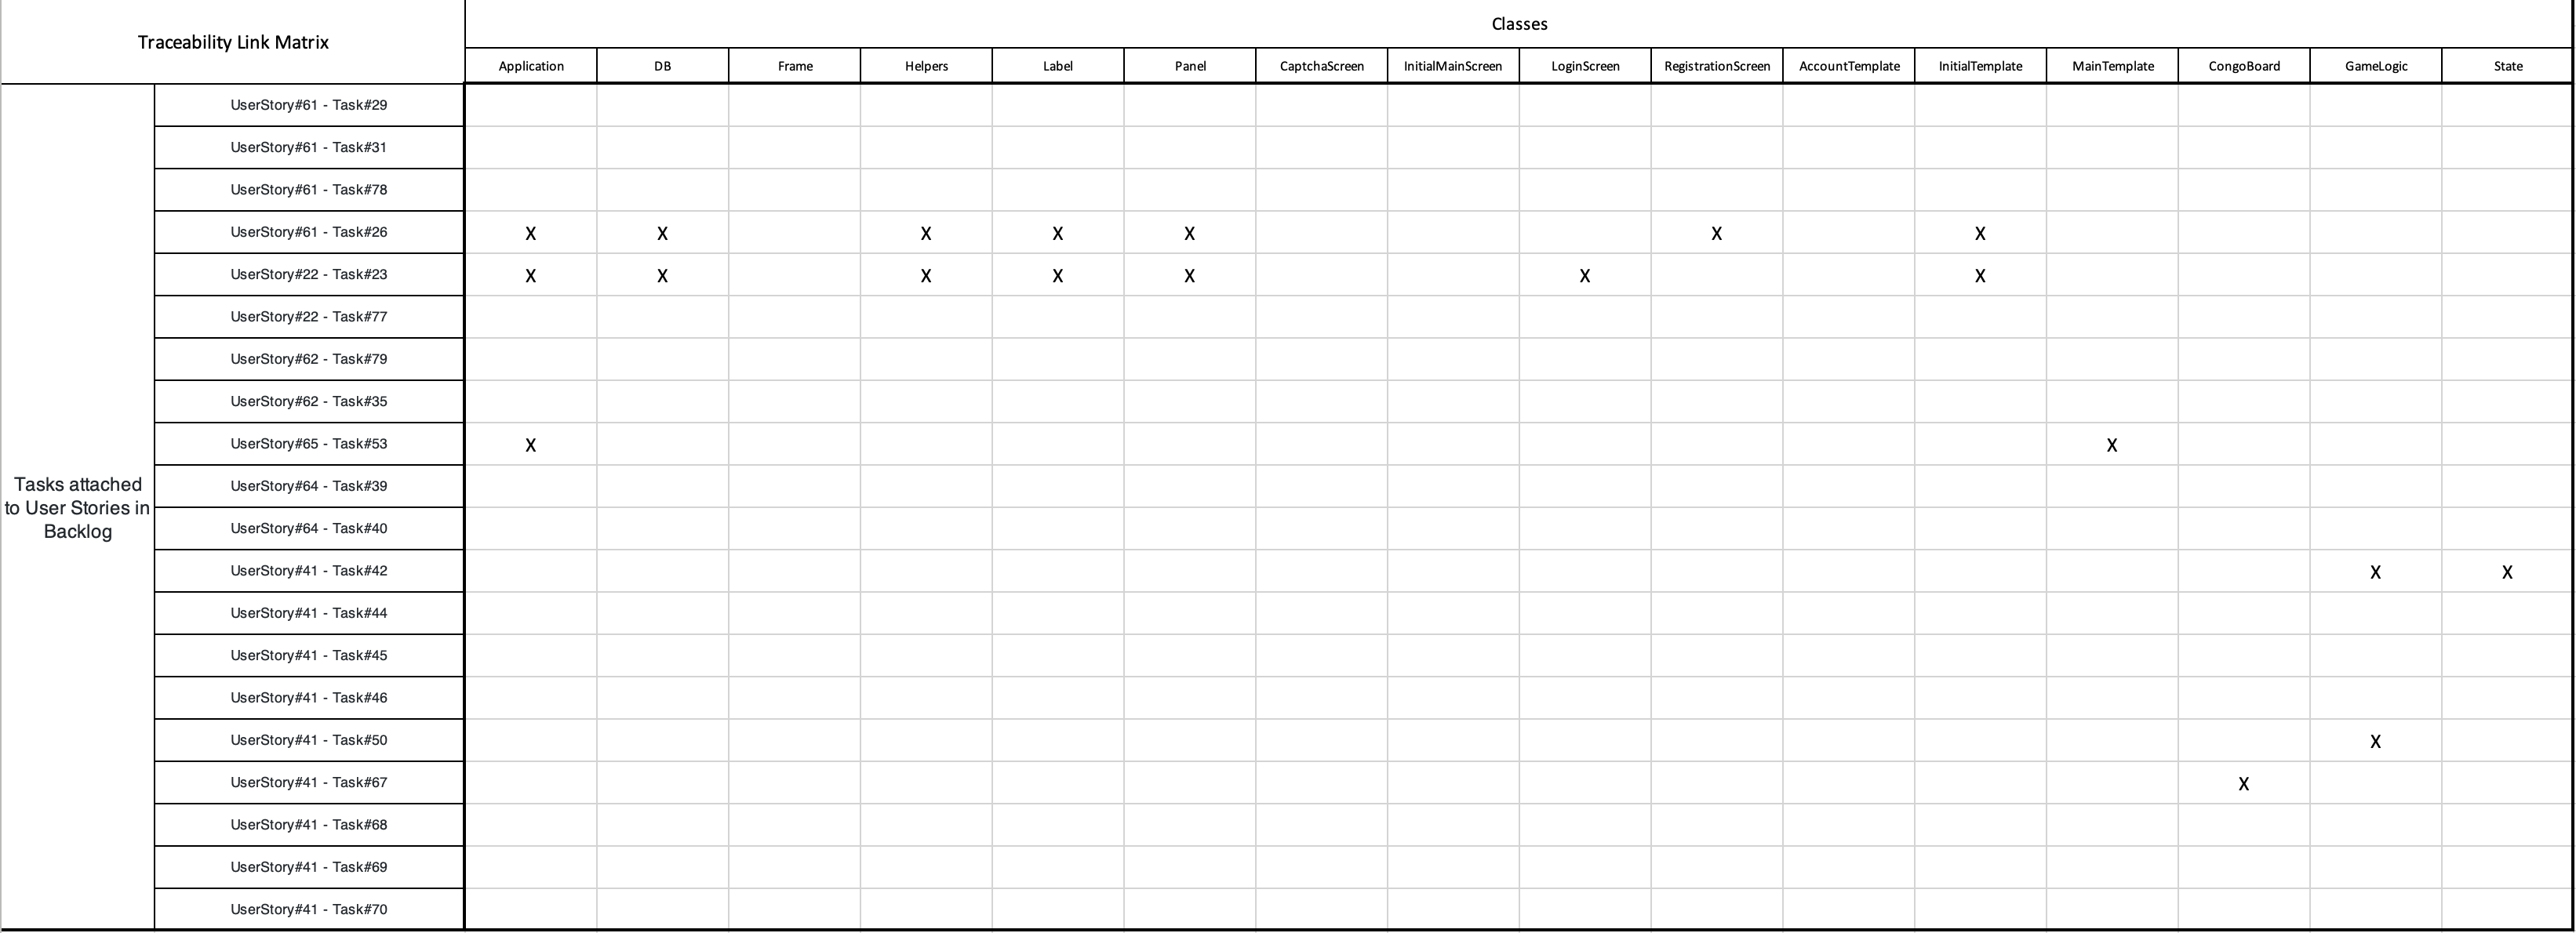 Traceability Link Matrix
Classes
Application DB Frame Helpers Label Panel CaptchaScreen InitialMainScreen LoginScreen RegistrationScreen AccountTemplate InitialTemplate MainTemplate CongoBoard GameLogic State
Tasks attached
to User Stories in
Backlog
UserStory#61 - Task#29
UserStory#61 - Task#31
UserStory#61 - Task#78
UserStory#61 - Task#26 X X X X X X X
UserStory#22 - Task#23 X X X X X X X
UserStory#22 - Task#77
UserStory#62 - Task#79
UserStory#62 - Task#35
UserStory#65 - Task#53 X X
UserStory#64 - Task#39
UserStory#64 - Task#40
UserStory#41 - Task#42 X X
UserStory#41 - Task#44
UserStory#41 - Task#45
UserStory#41 - Task#46
UserStory#41 - Task#50 X
UserStory#41 - Task#67 X
UserStory#41 - Task#68
UserStory#41 - Task#69
UserStory#41 - Task#70